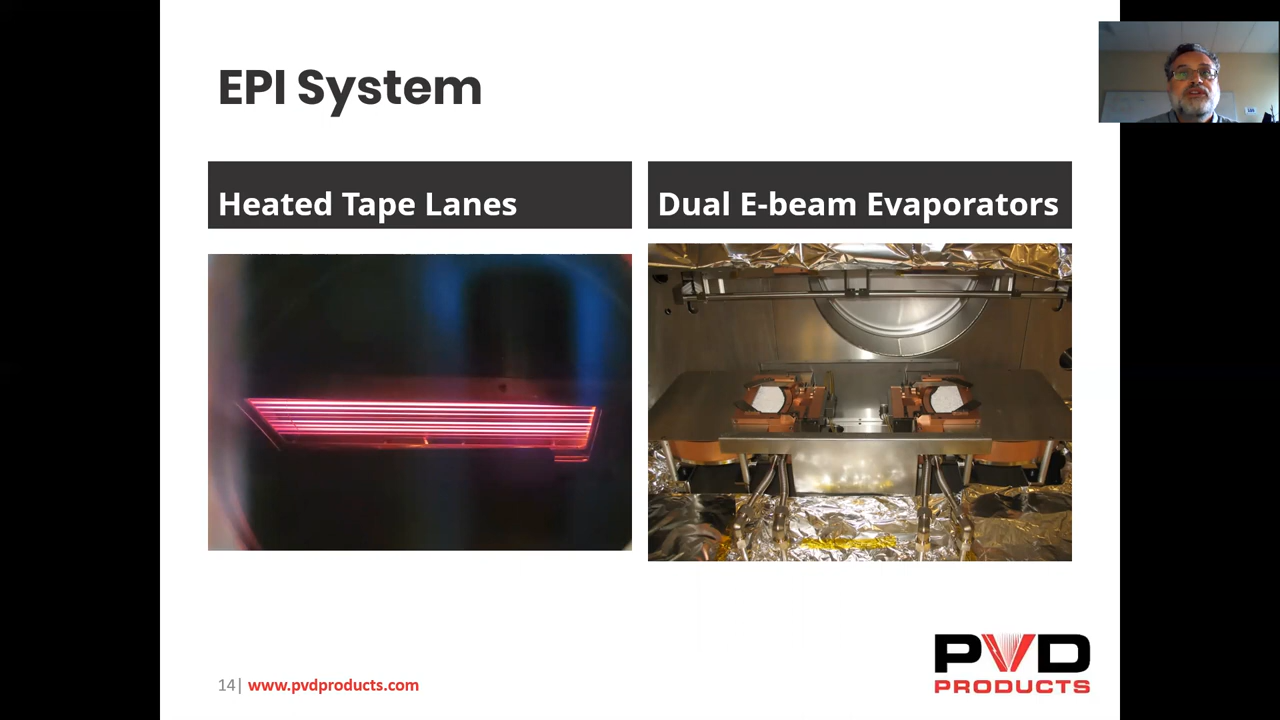 EPI System
Heated Tape Lanes
Dual E-beam Evaporators
PVD
PRODUCTS
14| www.pvdproducts.com